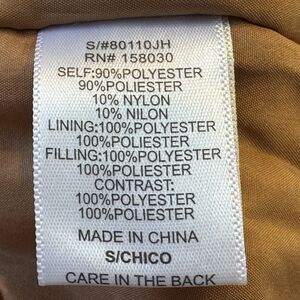 S/#80110JH
RN# 158030
SELF:90%POLYESTER
90%POLIESTER
10% NYLON
10% NILON
LINING:100%POLYESTER
100%POLIESTER
FILLING:100%POLYESTER
100%POLIESTER
CONTRAST:
100%POLYESTER
100%POLIESTER
MADE IN CHINA
S/CHICO
CARE IN THE BACK